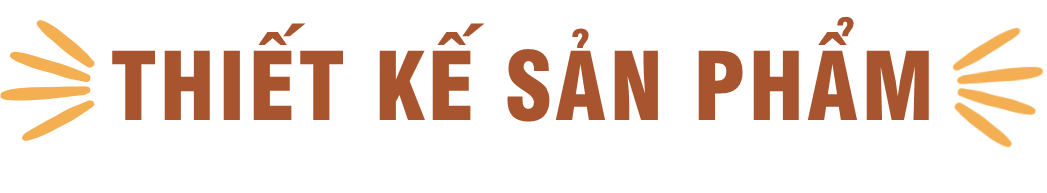 THIẾT KẾ SẢN PHẨM